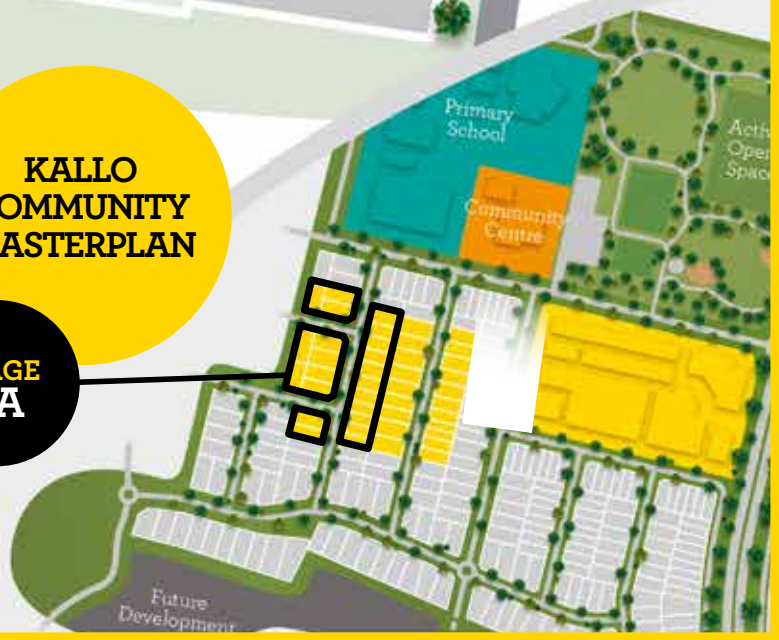 KALLO
OMMUNITY
ASTERPLAN
AGE
A
Primary
School
Community
Centre
Activ
Open
Space
Future
Development